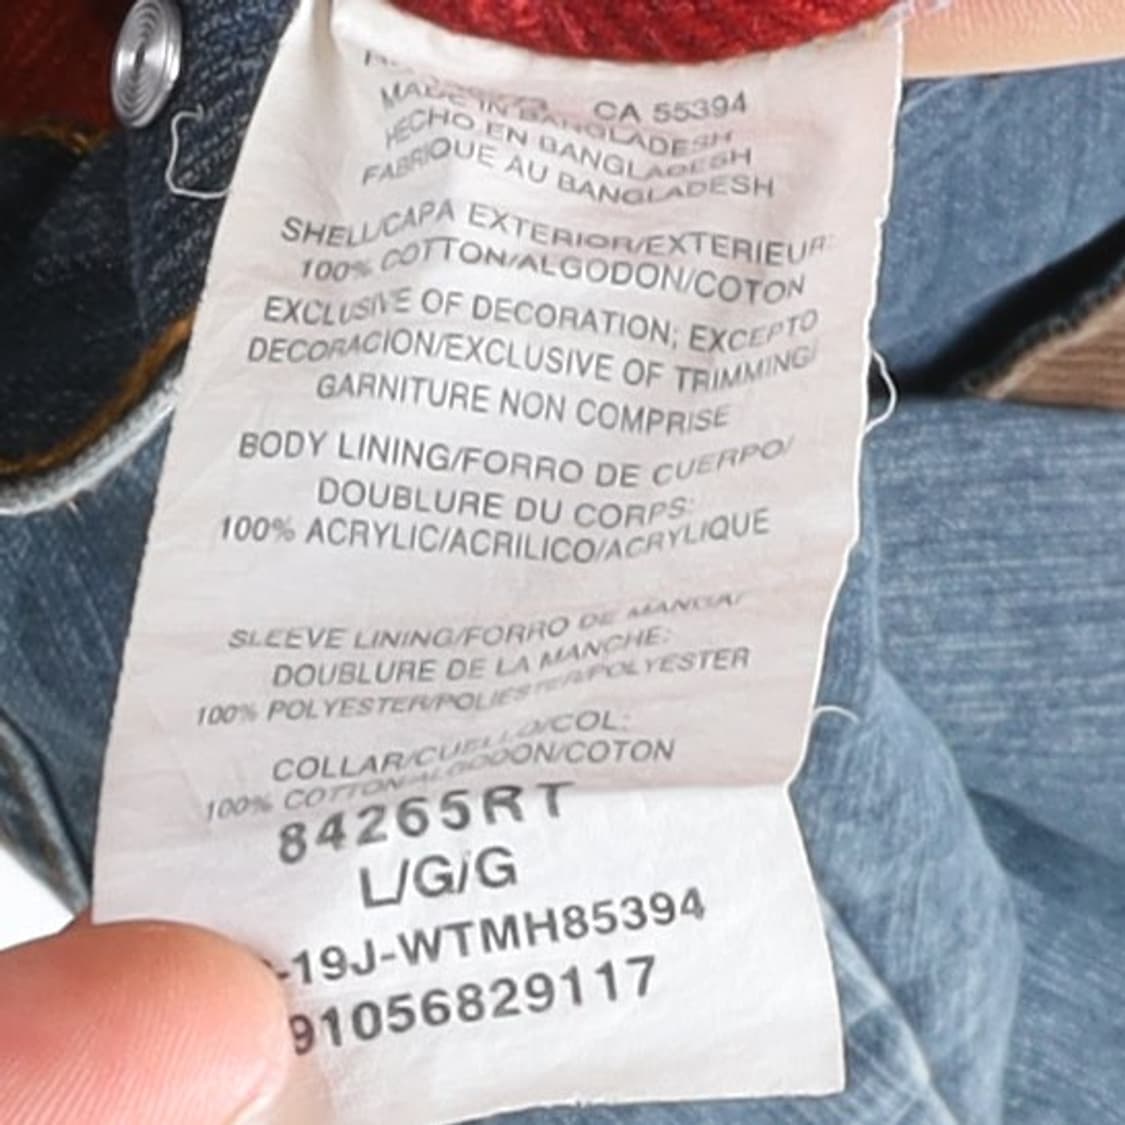 CA 55394
MADE IN BANGLADESH
HECHO EN BANGLADESH
FABRIQUE AU BANGLADESH
SHELL/CAPA EXTERIOR/EXTERIEUR:
100% COTTON/ALGODON/COTON
EXCLUSIVE OF DECORATION; EXCEPTO
DECORACION/EXCLUSIVE OF TRIMMING/
GARNITURE NON COMPRISE
BODY LINING/FORRO DE CUERPO/
DOUBLURE DU CORPS:
100% ACRYLIC/ACRILICO/ACRYLIQUE
SLEEVE LINING/FORRO DE MANGA/
DOUBLURE DE LA MANCHE:
100% POLYESTER/POLIESTER/POLYESTER
COLLAR/CUELLO/COL:
100% COTTON/ALGODON/COTON
84265RT
L/G/G
-19J-WTMH85394
91056829117